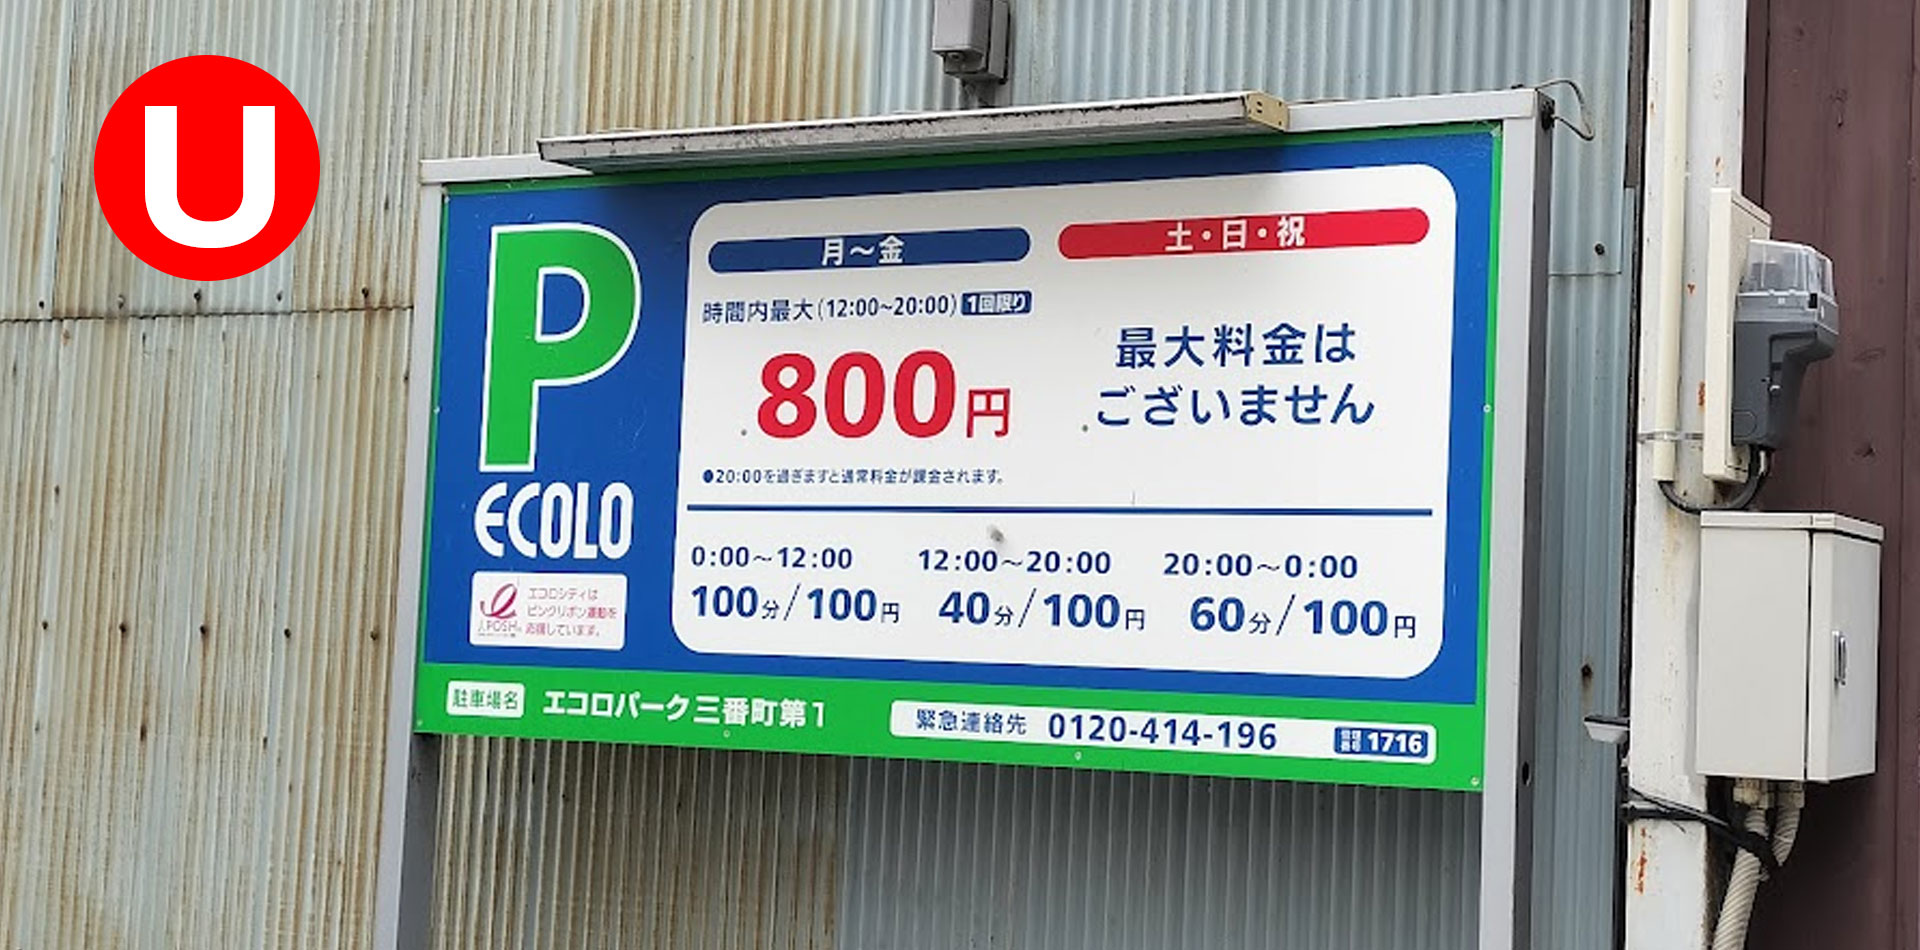 U
P
ECOLO
エコロシティは
ピンクリボン運動を
応援しています。
J.POSH
月〜金
時間内最大(12:00~20:00) 1回限り
800円
●20:00を過ぎますと通常料金が課金されます。
土・日・祝
最大料金は
ございません
0:00〜12:00
100分/100円
12:00〜20:00
40分/100円
20:00〜0:00
60分/100円
駐車場名 エコロパーク三番町第1
緊急連絡先 0120-414-196 管理番号 1716